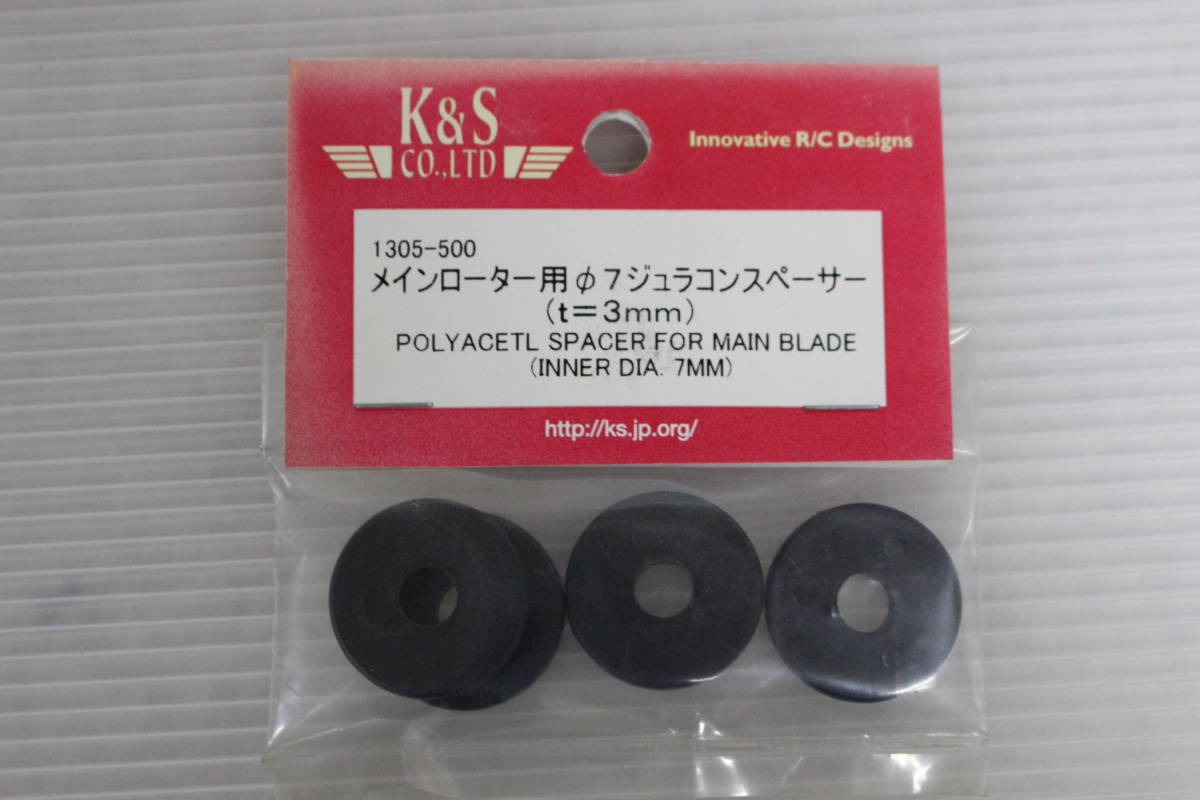 K&S
CO.,LTD
Innovative R/C Designs
1305-500
メインローター用φ7ジュラコンスペーサー
(t=3mm)
POLYACETL SPACER FOR MAIN BLADE
(INNER DIA. 7MM)
http://ks.jp.org/